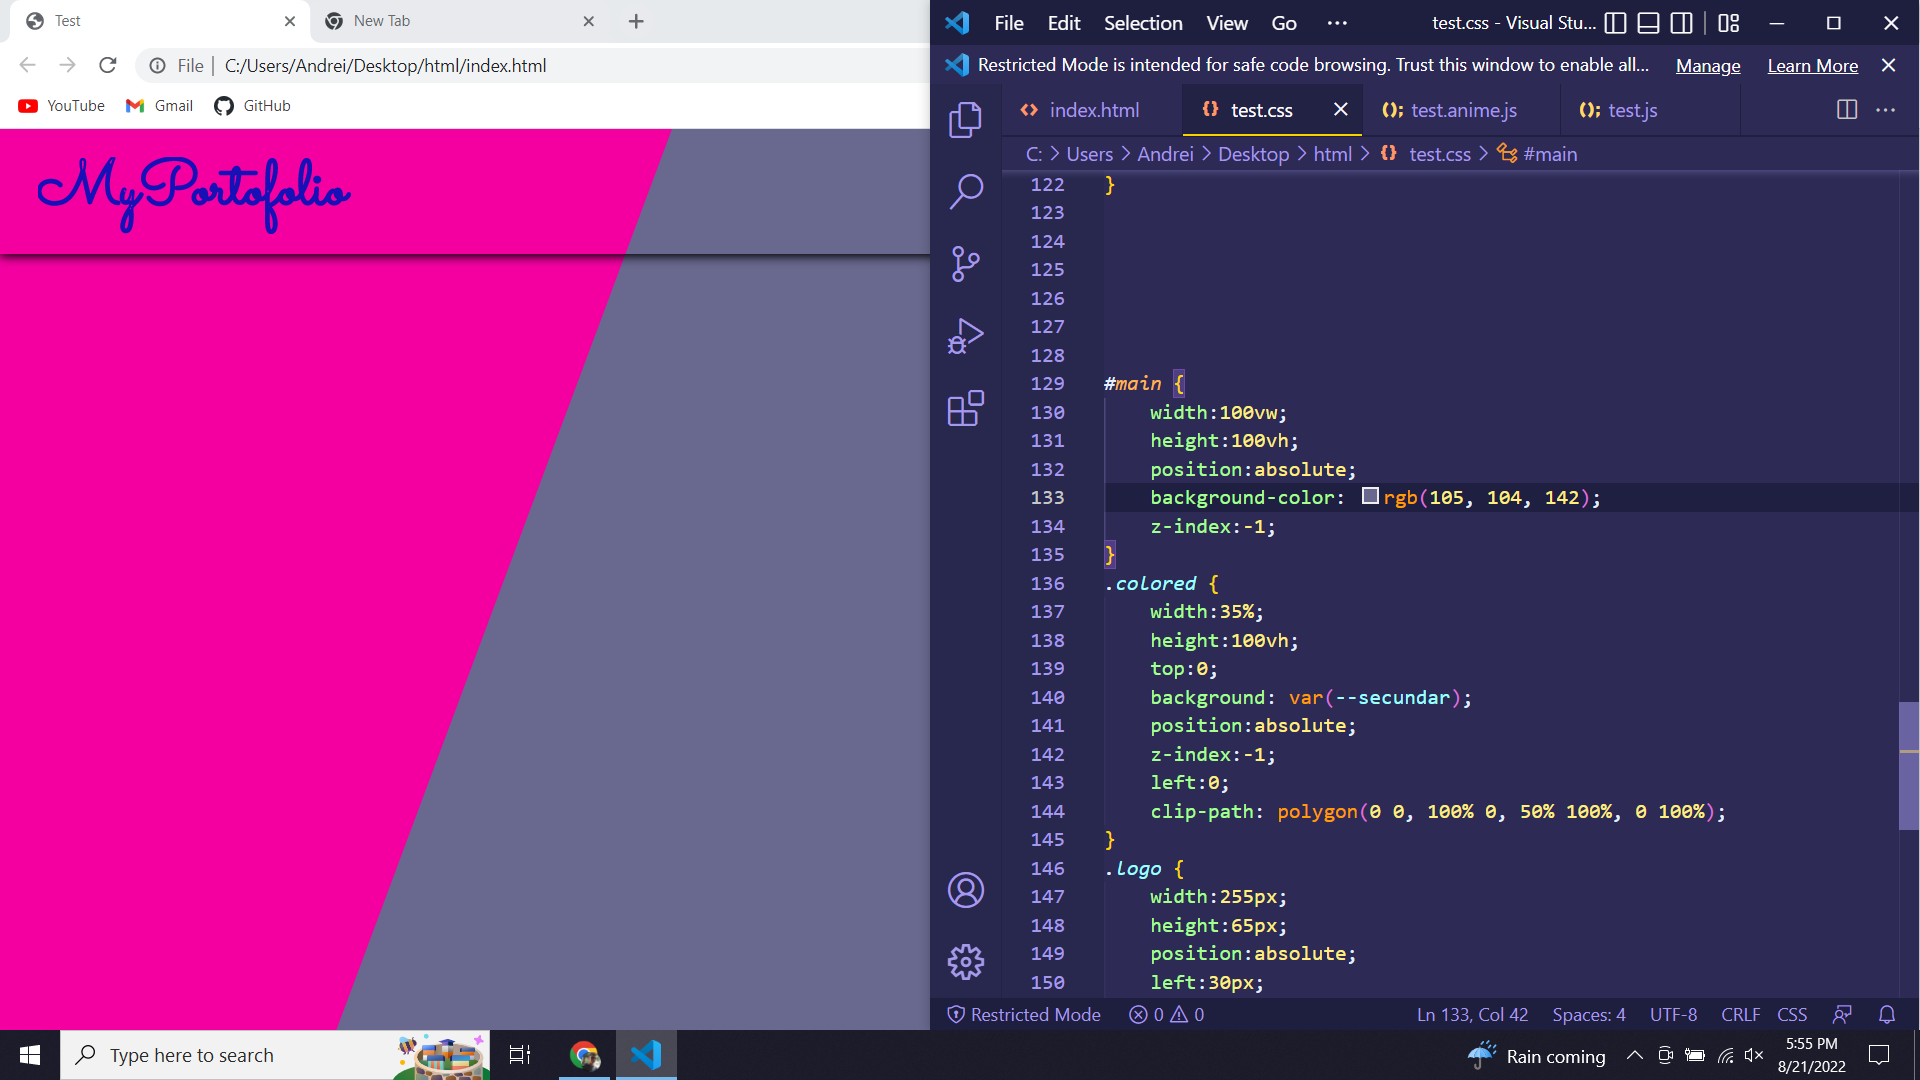 Test
New Tab
File C:/Users/Andrei/Desktop/html/index.html
YouTube Gmail GitHub
MyPortofolio
File Edit Selection View Go ··· test.css - Visual Stu...
Restricted Mode is intended for safe code browsing. Trust this window to enable all... Manage Learn More
index.html test.css test.anime.js test.js
C: > Users > Andrei > Desktop > html > test.css > #main
122 }
123
124
125
126
127
128
129 #main {
130 width:100vw;
131 height:100vh;
132 position:absolute;
133 background-color: rgb(105, 104, 142);
134 z-index:-1;
135 }
136 .colored {
137 width:35%;
138 height:100vh;
139 top:0;
140 background: var(--secundar);
141 position:absolute;
142 z-index:-1;
143 left:0;
144 clip-path: polygon(0 0, 100% 0, 50% 100%, 0 100%);
145 }
146 .logo {
147 width:255px;
148 height:65px;
149 position:absolute;
150 left:30px;
Restricted Mode 0 0 Ln 133, Col 42 Spaces: 4 UTF-8 CRLF CSS
Type here to search
Rain coming
5:55 PM
8/21/2022